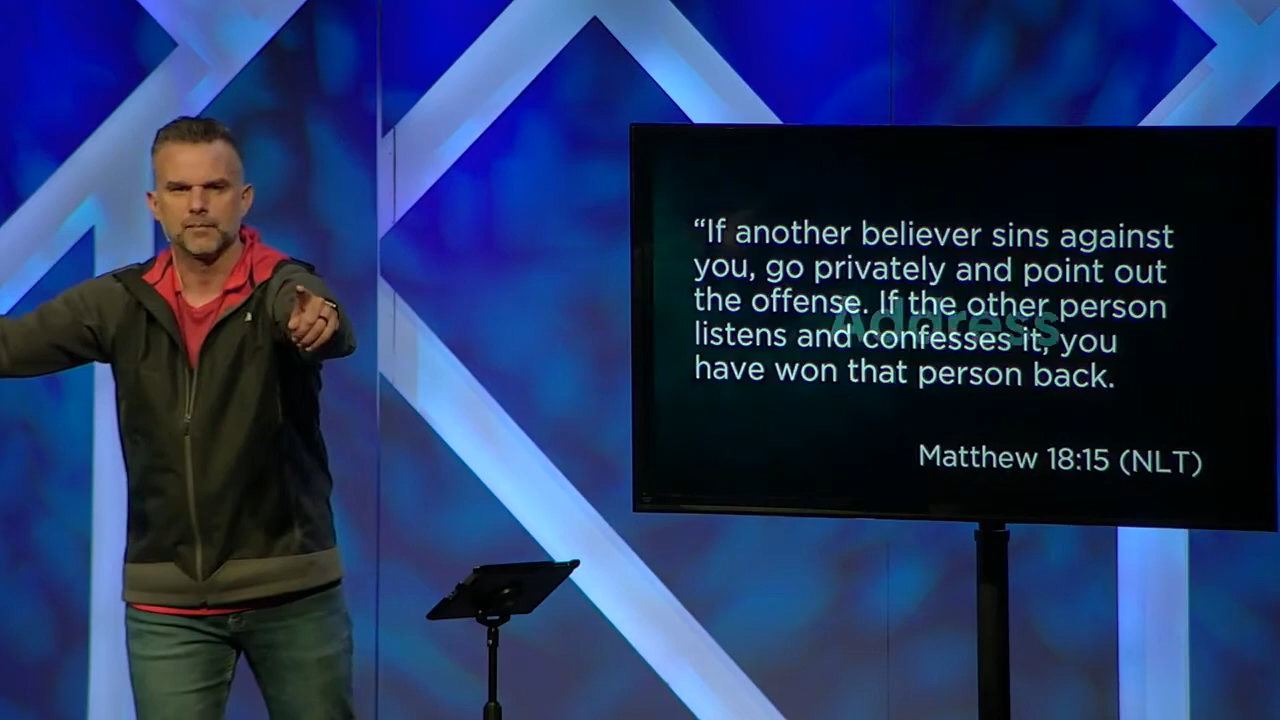 “If another believer sins against
you, go privately and point out
the offense. If the other person
listens and confesses it, you
have won that person back.
Address
Matthew 18:15 (NLT)